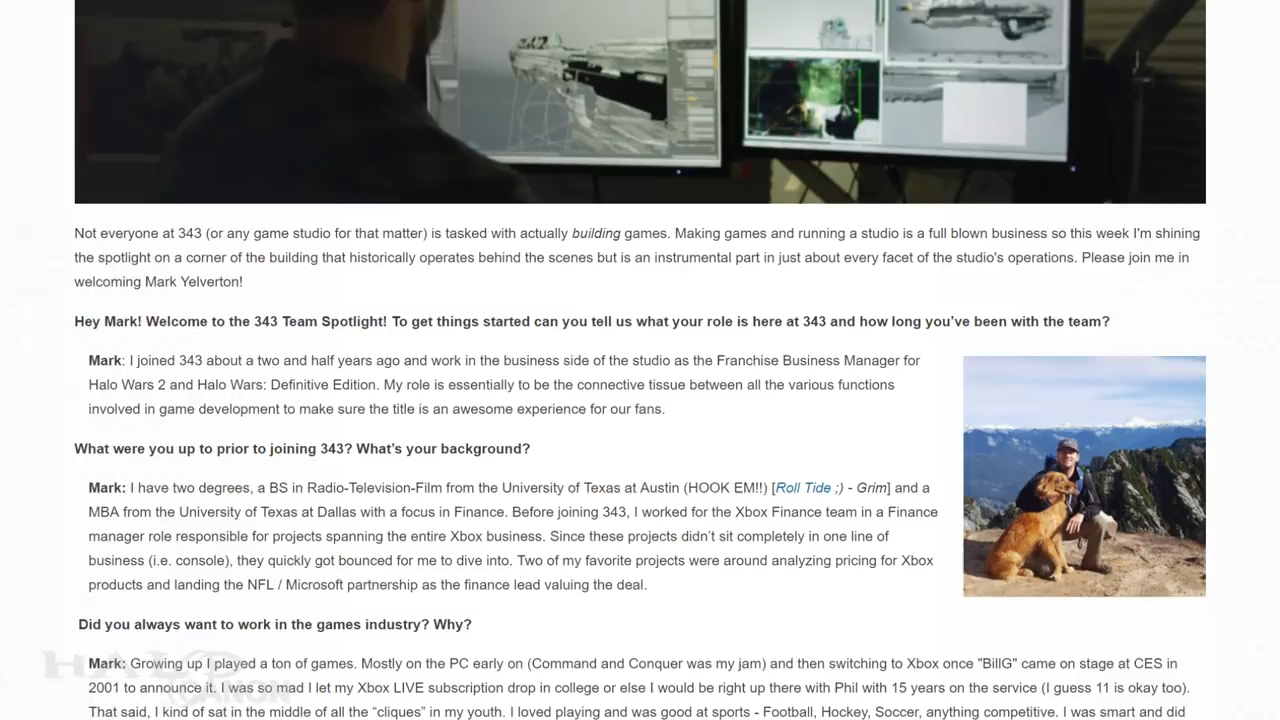 Not everyone at 343 (or any game studio for that matter) is tasked with actually building games. Making games and running a studio is a full blown business so this week I'm shining
the spotlight on a corner of the building that historically operates behind the scenes but is an instrumental part in just about every facet of the studio's operations. Please join me in
welcoming Mark Yelverton!
Hey Mark! Welcome to the 343 Team Spotlight! To get things started can you tell us what your role is here at 343 and how long you've been with the team?
Mark: I joined 343 about a two and half years ago and work in the business side of the studio as the Franchise Business Manager for
Halo Wars 2 and Halo Wars: Definitive Edition. My role is essentially to be the connective tissue between all the various functions
involved in game development to make sure the title is an awesome experience for our fans.
What were you up to prior to joining 343? What's your background?
Mark: I have two degrees, a BS in Radio-Television-Film from the University of Texas at Austin (HOOK EM!!) [Roll Tide ;) - Grim] and a
MBA from the University of Texas at Dallas with a focus in Finance. Before joining 343, I worked for the Xbox Finance team in a Finance
manager role responsible for projects spanning the entire Xbox business. Since these projects didn't sit completely in one line of
business (i.e. console), they quickly got bounced for me to dive into. Two of my favorite projects were around analyzing pricing for Xbox
products and landing the NFL / Microsoft partnership as the finance lead valuing the deal.
Did you always want to work in the games industry? Why?
Mark: Growing up I played a ton of games. Mostly on the PC early on (Command and Conquer was my jam) and then switching to Xbox once "BillG" came on stage at CES in
2001 to announce it. I was so mad I let my Xbox LIVE subscription drop in college or else I would be right up there with Phil with 15 years on the service (I guess 11 is okay too).
That said, I kind of sat in the middle of all the “cliques” in my youth. I loved playing and was good at sports - Football, Hockey, Soccer, anything competitive. I was smart and did
HALO
CANON